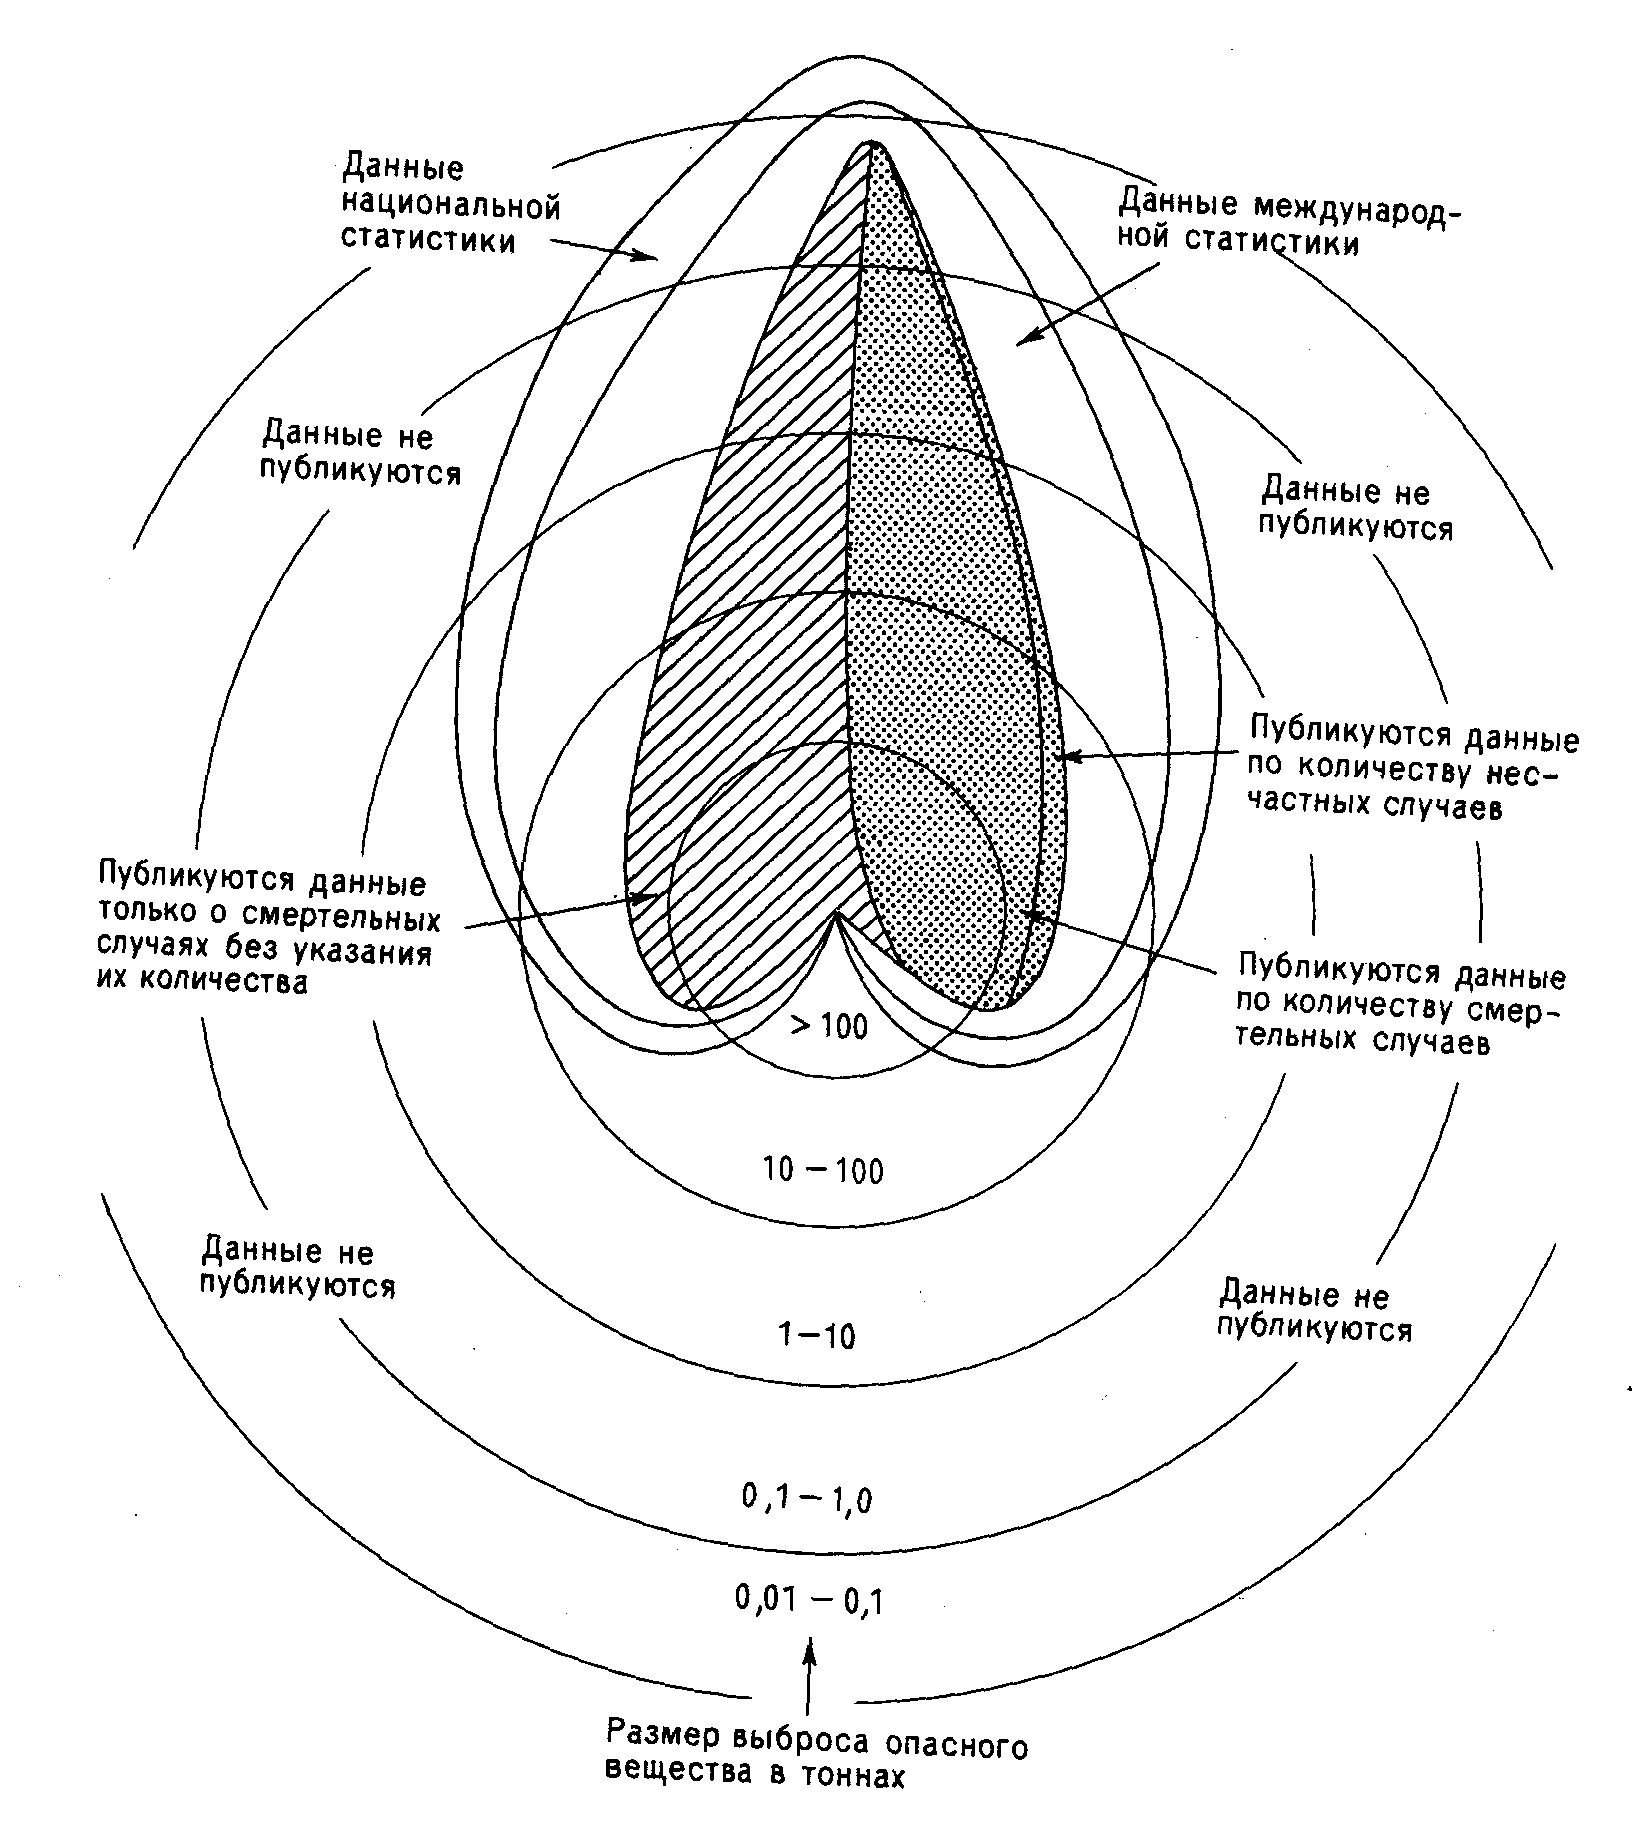 Данные
национальной
статистики
Данные международ-
ной статистики
Данные не
публикуются
Данные не
публикуются
Публикуются данные
по количеству нес-
частных случаев
Публикуются данные
только о смертельных
случаях без указания
их количества
Публикуются данные
по количеству смер-
тельных случаев
> 100
10 – 100
Данные не
публикуются
Данные не
публикуются
1–10
0,1 – 1,0
0,01 – 0,1
Размер выброса опасного
вещества в тоннах